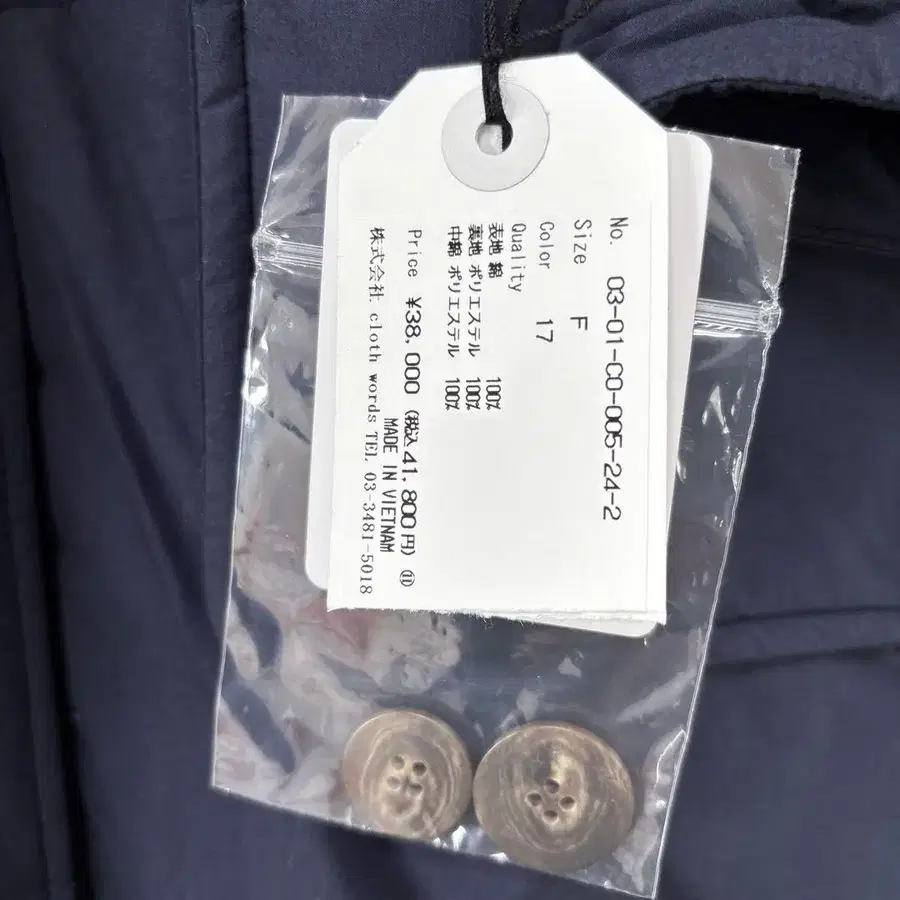 No. 03-01-CO-005-24-2
Size F
Color 17
Quality
表地 綿 100%
裏地 ポリエステル 100%
中綿 ポリエステル 100%
Price ¥38,000 (税込41,800円) ⑪
MADE IN VIETNAM
株式会社 cloth words TEL 03-3481-5018